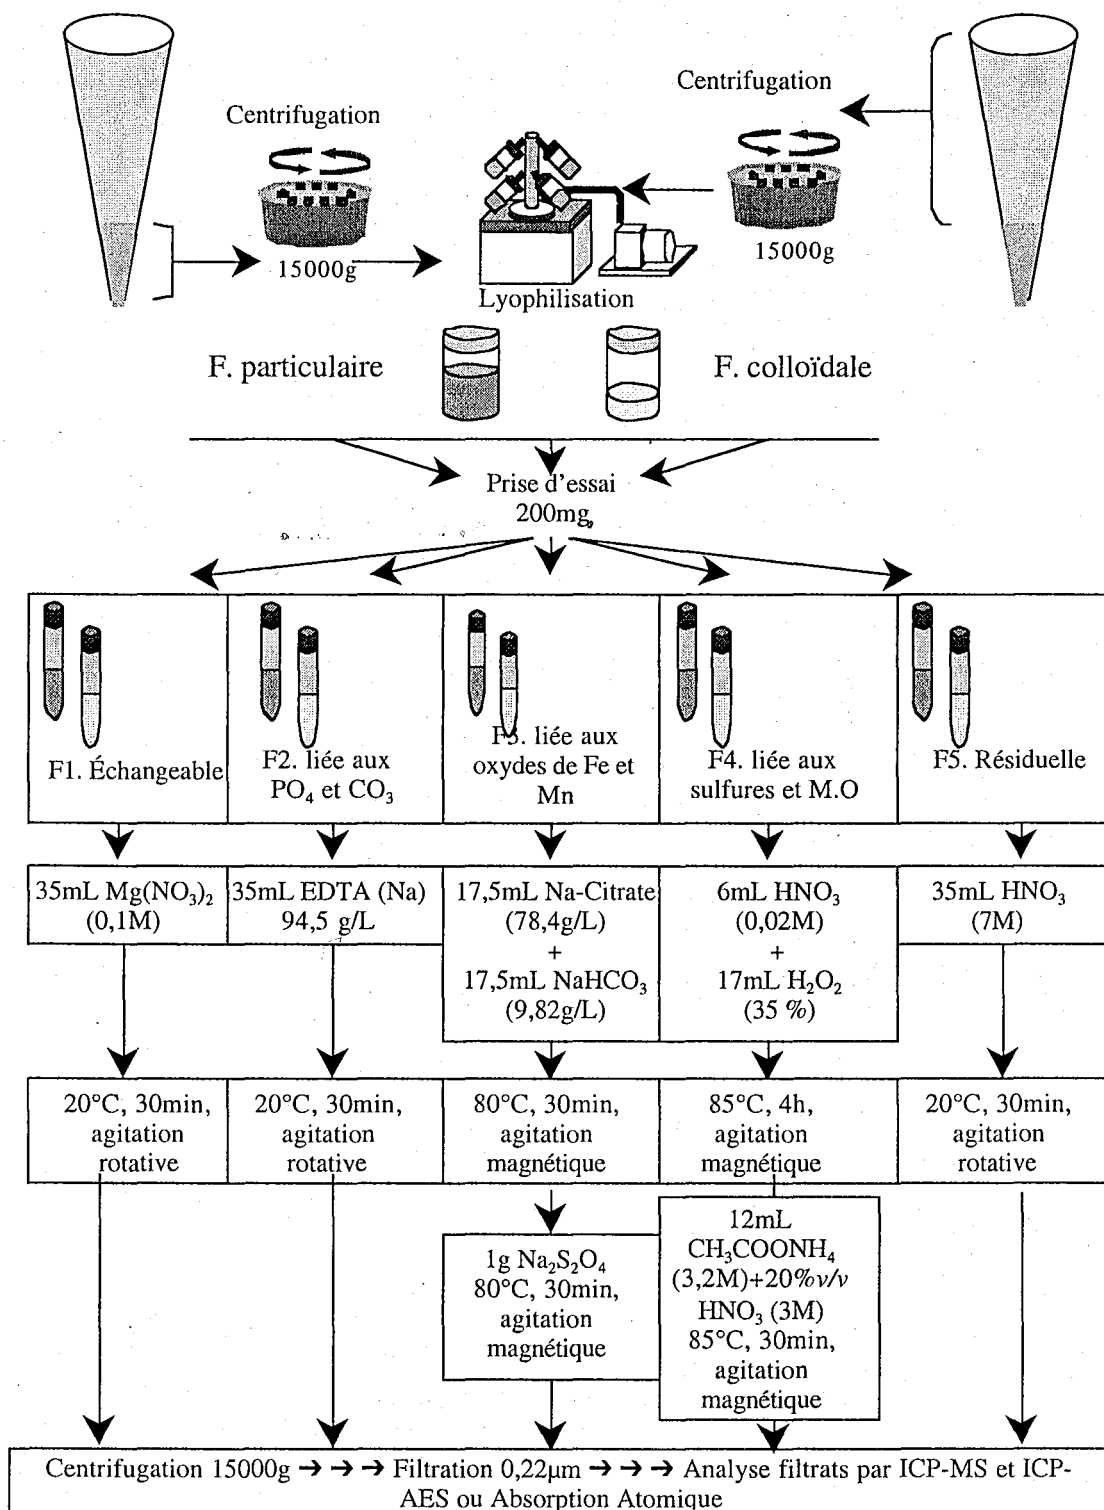 Centrifugation
15000g
Centrifugation
15000g
Lyophilisation
F. particulaire
F. colloïdale
Prise d'essai
200mg
F1. Échangeable
F2. liée aux
PO₄ et CO₃
F3. liée aux
oxydes de Fe et
Mn
F4. liée aux
sulfures et M.O
F5. Résiduelle
35mL Mg(NO₃)₂
(0,1M)
35mL EDTA (Na)
94,5 g/L
17,5mL Na-Citrate
(78,4g/L)
+
17,5mL NaHCO₃
(9,82g/L)
6mL HNO₃
(0,02M)
+
17mL H₂O₂
(35 %)
35mL HNO₃
(7M)
20°C, 30min,
agitation
rotative
20°C, 30min,
agitation
rotative
80°C, 30min,
agitation
magnétique
85°C, 4h,
agitation
magnétique
20°C, 30min,
agitation
rotative
1g Na₂S₂O₄
80°C, 30min,
agitation
magnétique
12mL
CH₃COONH₄
(3,2M)+20%v/v
HNO₃ (3M)
85°C, 30min,
agitation
magnétique
Centrifugation 15000g → → → Filtration 0,22µm → → → Analyse filtrats par ICP-MS et ICP-
AES ou Absorption Atomique